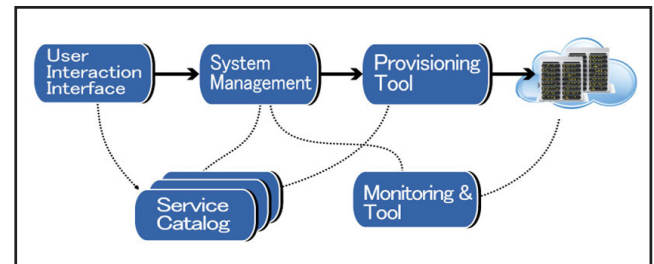 User
Interaction
Interface
System
Management
Provisioning
Tool
Service
Catalog
Monitoring &
Tool